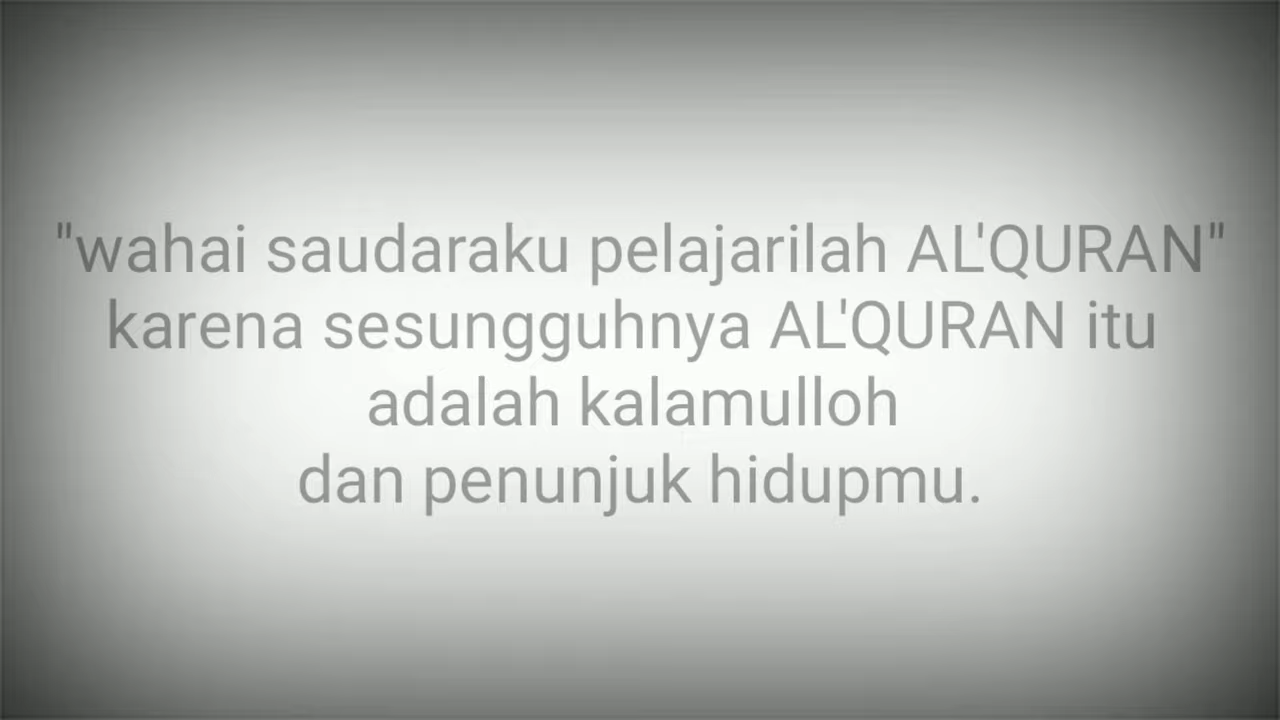 "wahai saudaraku pelajarilah AL'QURAN"
karena sesungguhnya AL'QURAN itu
adalah kalamulloh
dan penunjuk hidupmu.